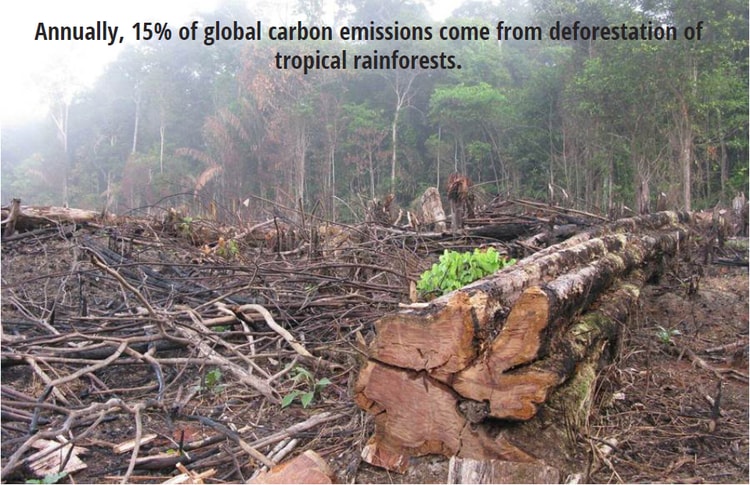 Annually, 15% of global carbon emissions come from deforestation of
tropical rainforests.